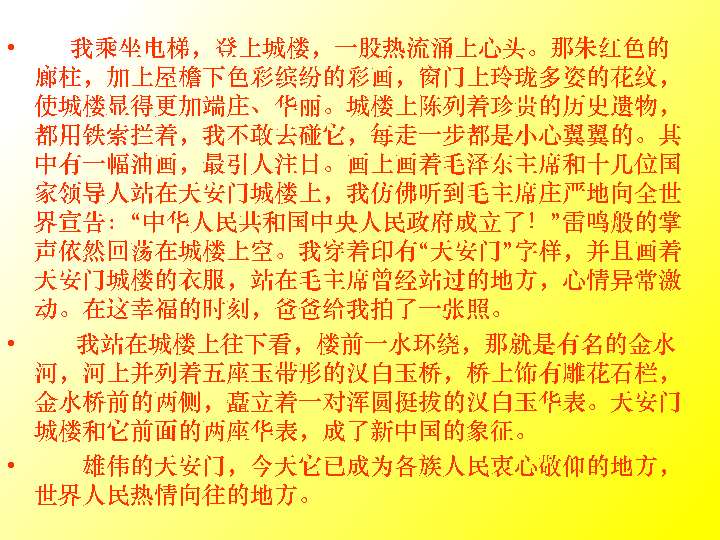 • 我乘坐电梯，登上城楼，一股热流涌上心头。那朱红色的
廊柱，加上屋檐下色彩缤纷的彩画，窗门上玲珑多姿的花纹，
使城楼显得更加端庄、华丽。城楼上陈列着珍贵的历史遗物，
都用铁索拦着，我不敢去碰它，每走一步都是小心翼翼的。其
中有一幅油画，最引人注目。画上画着毛泽东主席和十几位国
家领导人站在天安门城楼上，我仿佛听到毛主席庄严地向全世
界宣告：“中华人民共和国中央人民政府成立了！”雷鸣般的掌
声依然回荡在城楼上空。我穿着印有“天安门”字样，并且画着
天安门城楼的衣服，站在毛主席曾经站过的地方，心情异常激
动。在这幸福的时刻，爸爸给我拍了一张照。
• 我站在城楼上往下看，楼前一水环绕，那就是有名的金水
河，河上并列着五座玉带形的汉白玉桥，桥上饰有雕花石栏，
金水桥前的两侧，矗立着一对浑圆挺拔的汉白玉华表。天安门
城楼和它前面的两座华表，成了新中国的象征。
• 雄伟的天安门，今天它已成为各族人民衷心敬仰的地方，
世界人民热情向往的地方。